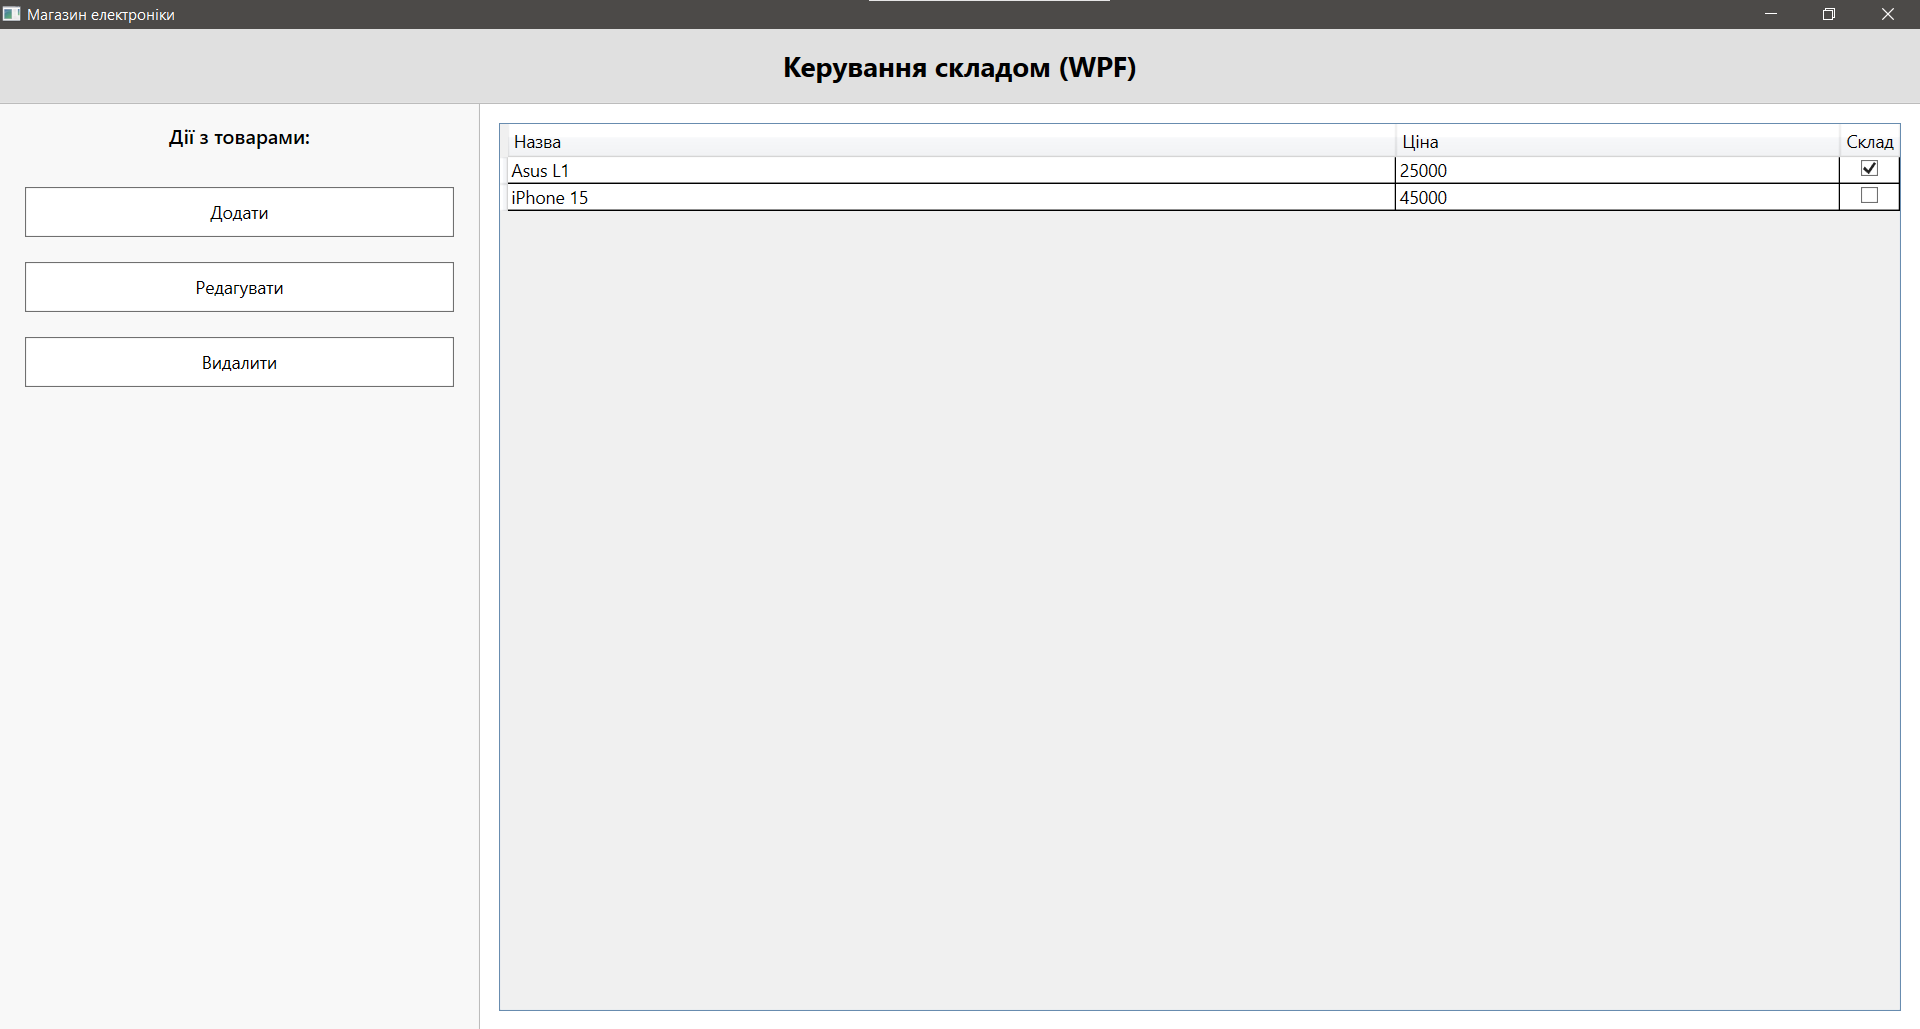 Магазин електроніки
Керування складом (WPF)
Дії з товарами:
Додати
Редагувати
Видалити
Назва Ціна Склад
Asus L1 25000
iPhone 15 45000